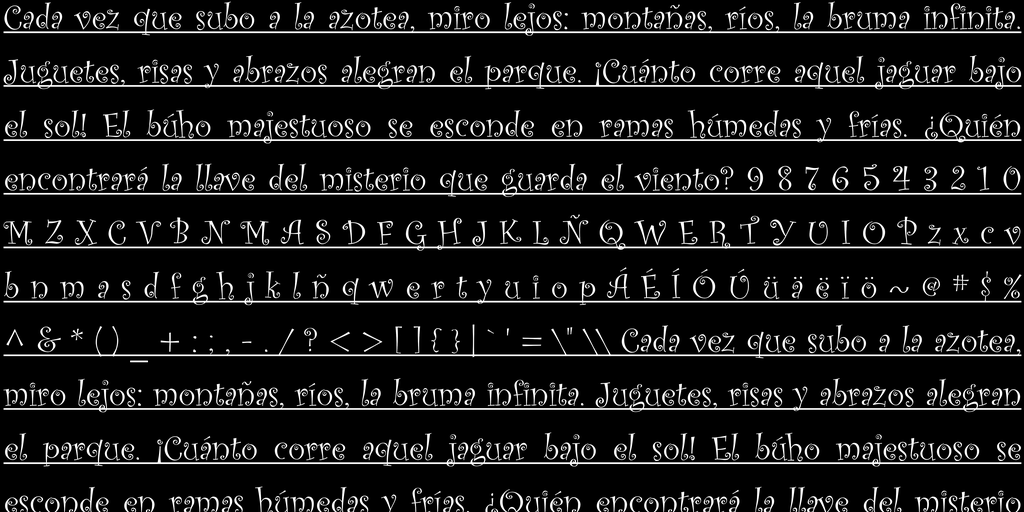 Cada vez que subo a la azotea, miro lejos: montañas, ríos, la bruma infinita.
Juguetes, risas y abrazos alegran el parque. ¡Cuánto corre aquel jaguar bajo
el sol! El búho majestuoso se esconde en ramas húmedas y frías. ¿Quién
encontrará la llave del misterio que guarda el viento? 9 8 7 6 5 4 3 2 1 0
M Z X C V B N M A S D F G H J K L Ñ Q W E R T Y U I O P z x c v
b n m a s d f g h j k l ñ q w e r t y u i o p Á É Í Ó Ú ü ä ë ï ö ~ @ # $ %
^ & * ( ) _ + : ; , - . / ? < > [ ] { } | ` ' = \" \\ Cada vez que subo a la azotea,
miro lejos: montañas, ríos, la bruma infinita. Juguetes, risas y abrazos alegran
el parque. ¡Cuánto corre aquel jaguar bajo el sol! El búho majestuoso se
esconde en ramas húmedas y frías. ¿Quién encontrará la llave del misterio